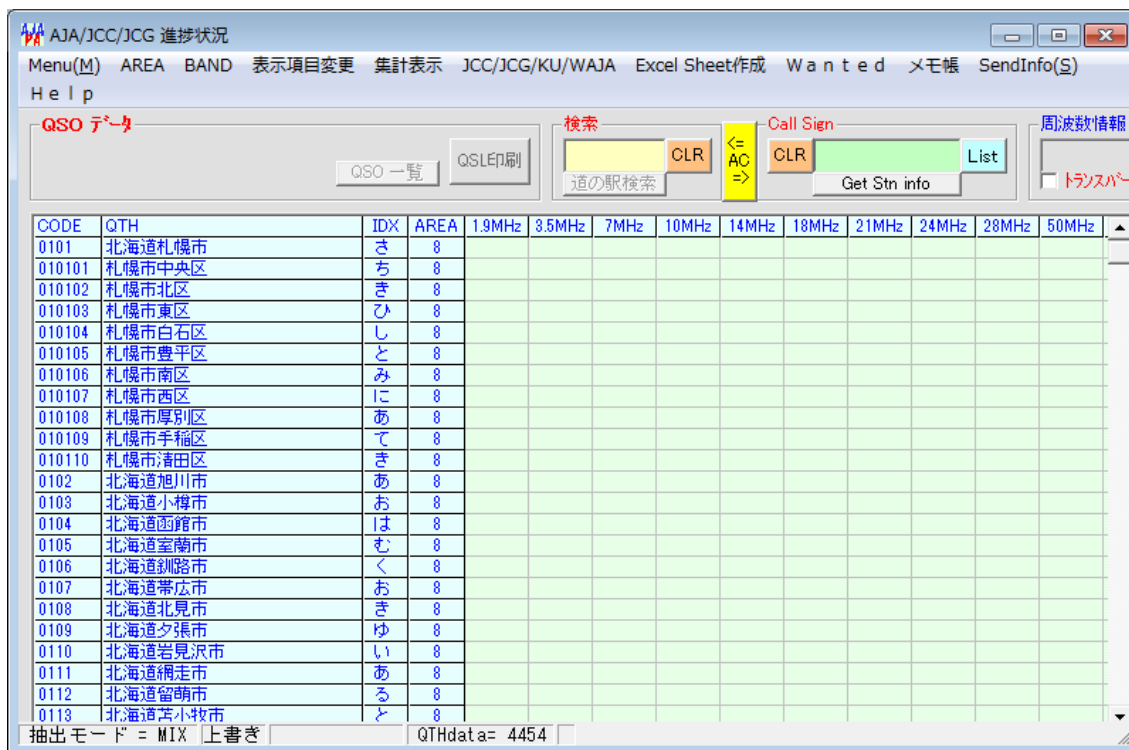 AJA/JCC/JCG 進捗状況
Menu(M) AREA BAND 表示項目変更 集計表示 JCC/JCG/KU/WAJA Excel Sheet作成 Ｗａｎｔｅｄ メモ帳 SendInfo(S)
Ｈｅｌｐ
QSO ﾃﾞｰﾀ 検索 Call Sign 周波数情報
QSO 一覧 QSL印刷 CLR <= AC => CLR List
道の駅検索 Get Stn info トランスバー
CODE QTH IDX AREA 1.9MHz 3.5MHz 7MHz 10MHz 14MHz 18MHz 21MHz 24MHz 28MHz 50MHz
0101 北海道札幌市 さ 8
010101 札幌市中央区 ち 8
010102 札幌市北区 き 8
010103 札幌市東区 ひ 8
010104 札幌市白石区 し 8
010105 札幌市豊平区 と 8
010106 札幌市南区 み 8
010107 札幌市西区 に 8
010108 札幌市厚別区 あ 8
010109 札幌市手稲区 て 8
010110 札幌市清田区 き 8
0102 北海道旭川市 あ 8
0103 北海道小樽市 お 8
0104 北海道函館市 は 8
0105 北海道室蘭市 む 8
0106 北海道釧路市 く 8
0107 北海道帯広市 お 8
0108 北海道北見市 き 8
0109 北海道夕張市 ゆ 8
0110 北海道岩見沢市 い 8
0111 北海道網走市 あ 8
0112 北海道留萌市 る 8
0113 北海道苫小牧市 と 8
抽出モード = MIX 上書き QTHdata= 4454